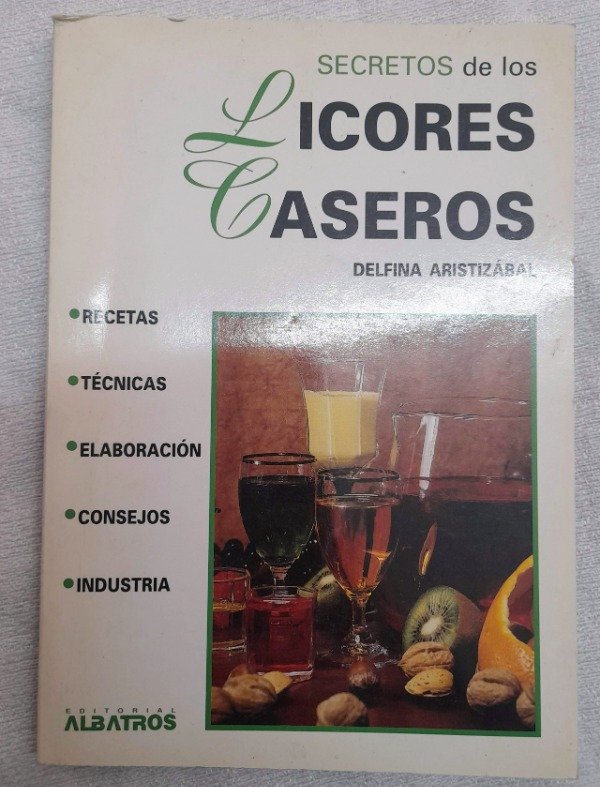 SECRETOS de los
LICORES
CASEROS
DELFINA ARISTIZÁBAL
•RECETAS
•TÉCNICAS
•ELABORACIÓN
•CONSEJOS
•INDUSTRIA
EDITORIAL
ALBATROS